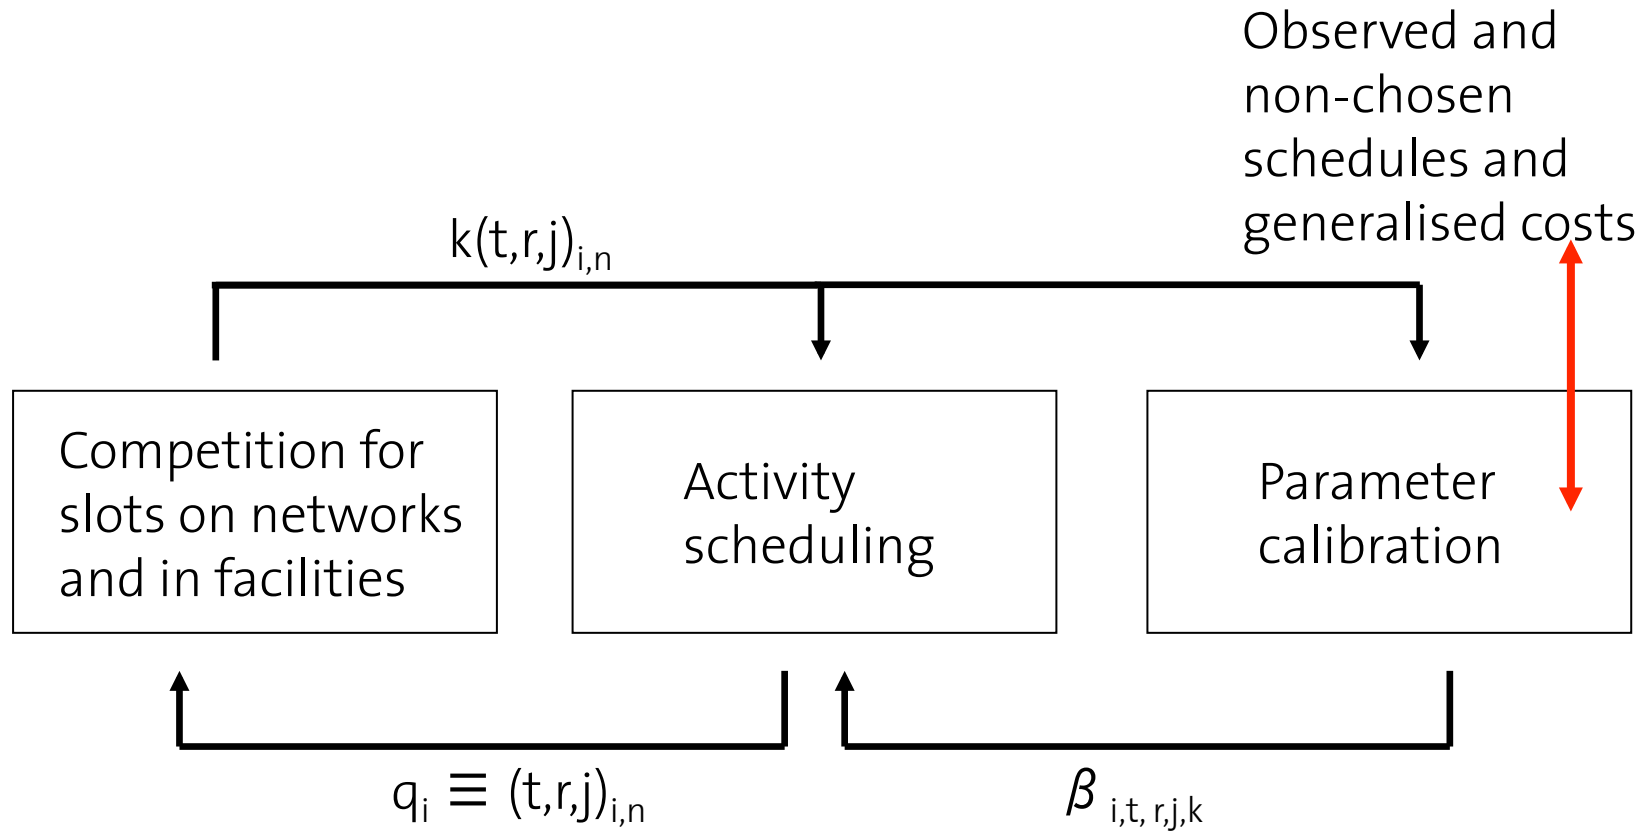 Observed and
non-chosen
schedules and
generalised costs
k(t,r,j)i,n
Competition for
slots on networks
and in facilities
Activity
scheduling
Parameter
calibration
qi ≡ (t,r,j)i,n
β i,t, r,j,k